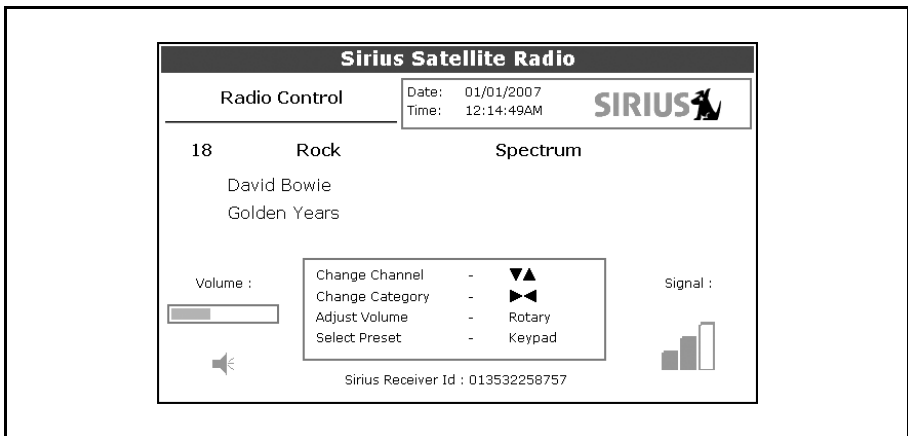 Sirius Satellite Radio
Radio Control
Date: 01/01/2007
Time: 12:14:49AM
SIRIUS
18 Rock Spectrum
David Bowie
Golden Years
Volume :
Change Channel - ▼▲
Change Category - ►◄
Adjust Volume - Rotary
Select Preset - Keypad
Signal :
Sirius Receiver Id : 013532258757